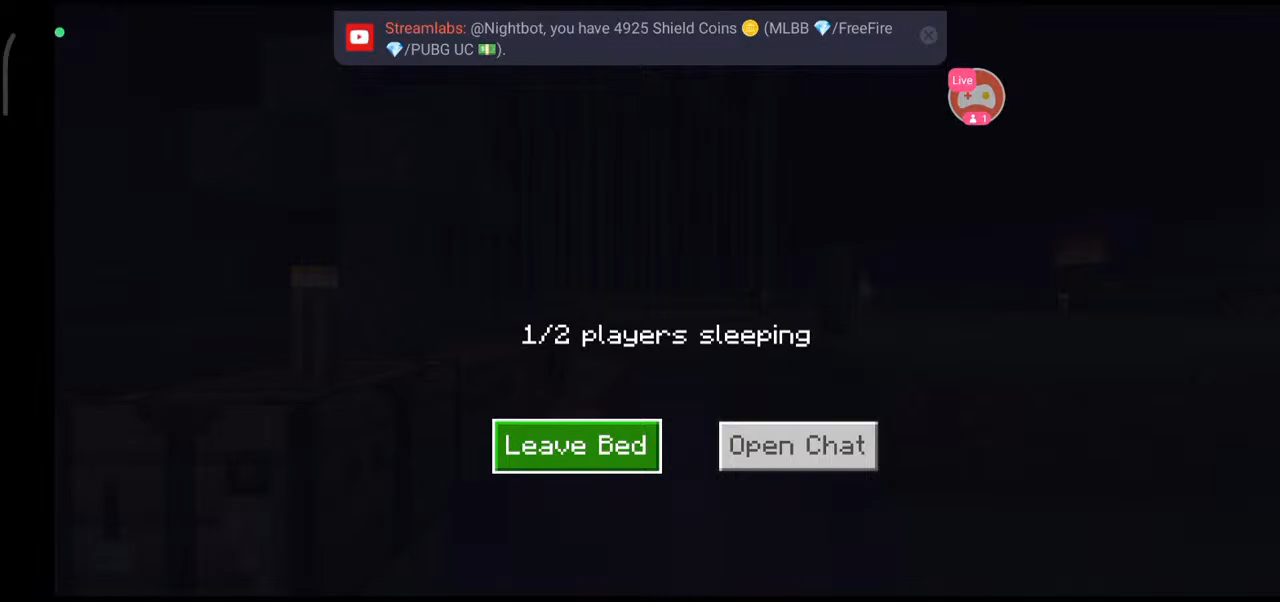 Streamlabs: @Nightbot, you have 4925 Shield Coins 🪙 (MLBB 💎/FreeFire
💎/PUBG UC 💵).
Live
1
1/2 players sleeping
Leave Bed
Open Chat